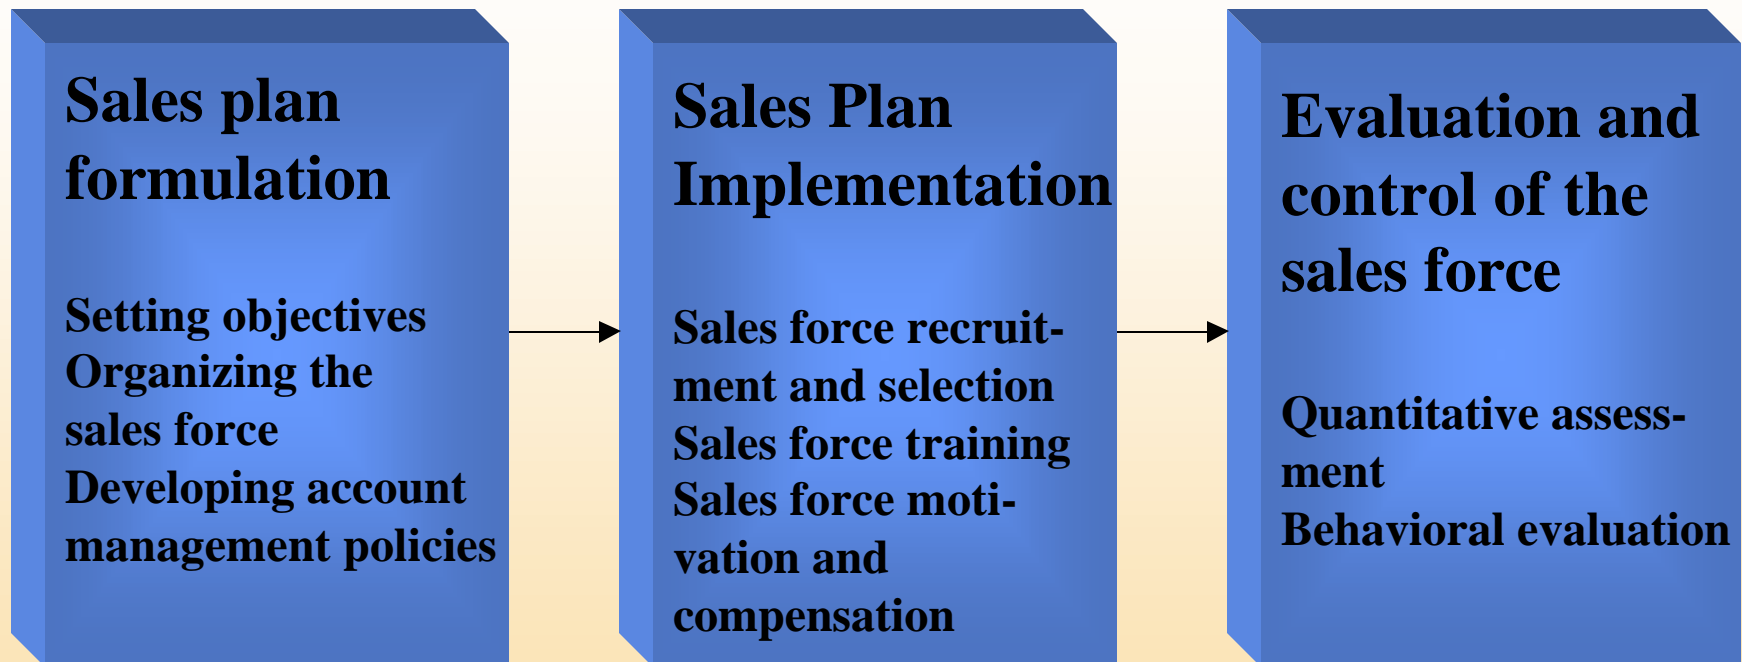 Sales plan
formulation
Setting objectives
Organizing the
sales force
Developing account
management policies
Sales Plan
Implementation
Sales force recruit-
ment and selection
Sales force training
Sales force moti-
vation and
compensation
Evaluation and
control of the
sales force
Quantitative assess-
ment
Behavioral evaluation